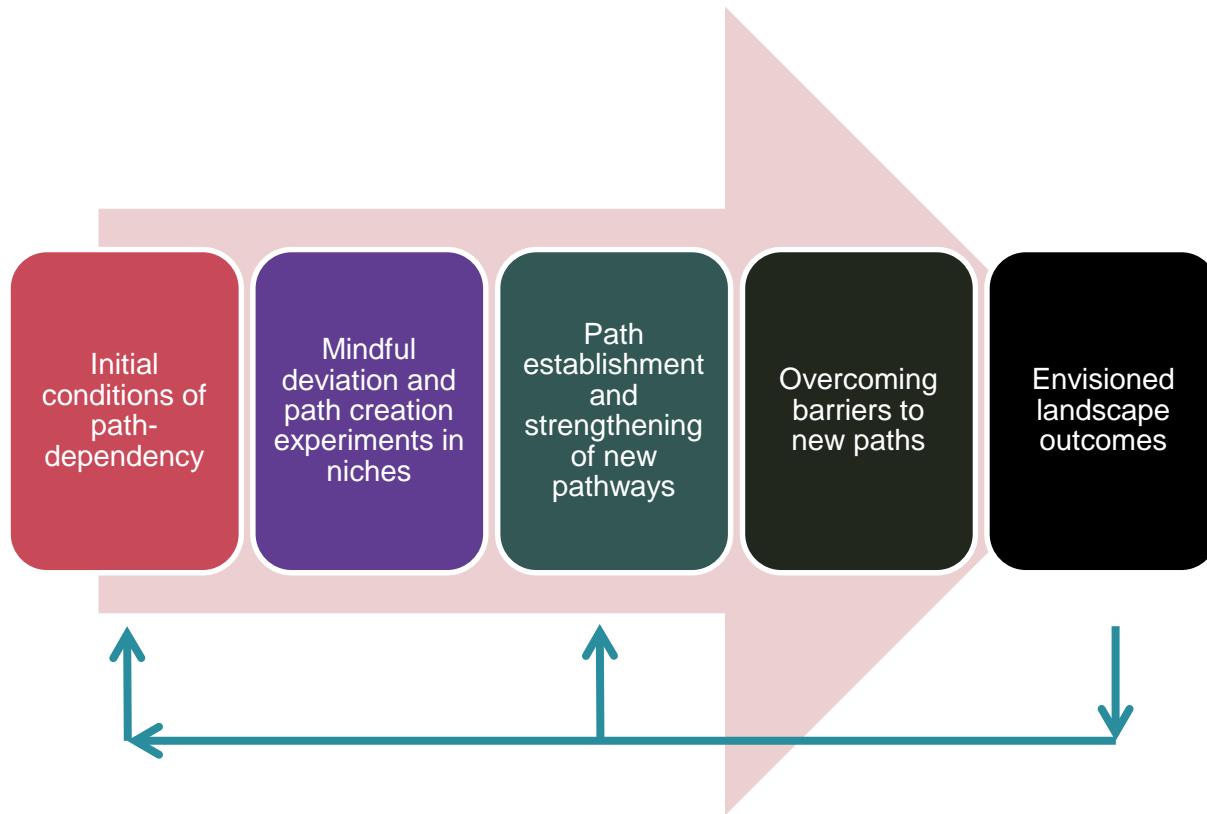 Initial
conditions of
path-
dependency
Mindful
deviation and
path creation
experiments in
niches
Path
establishment
and
strengthening
of new
pathways
Overcoming
barriers to
new paths
Envisioned
landscape
outcomes